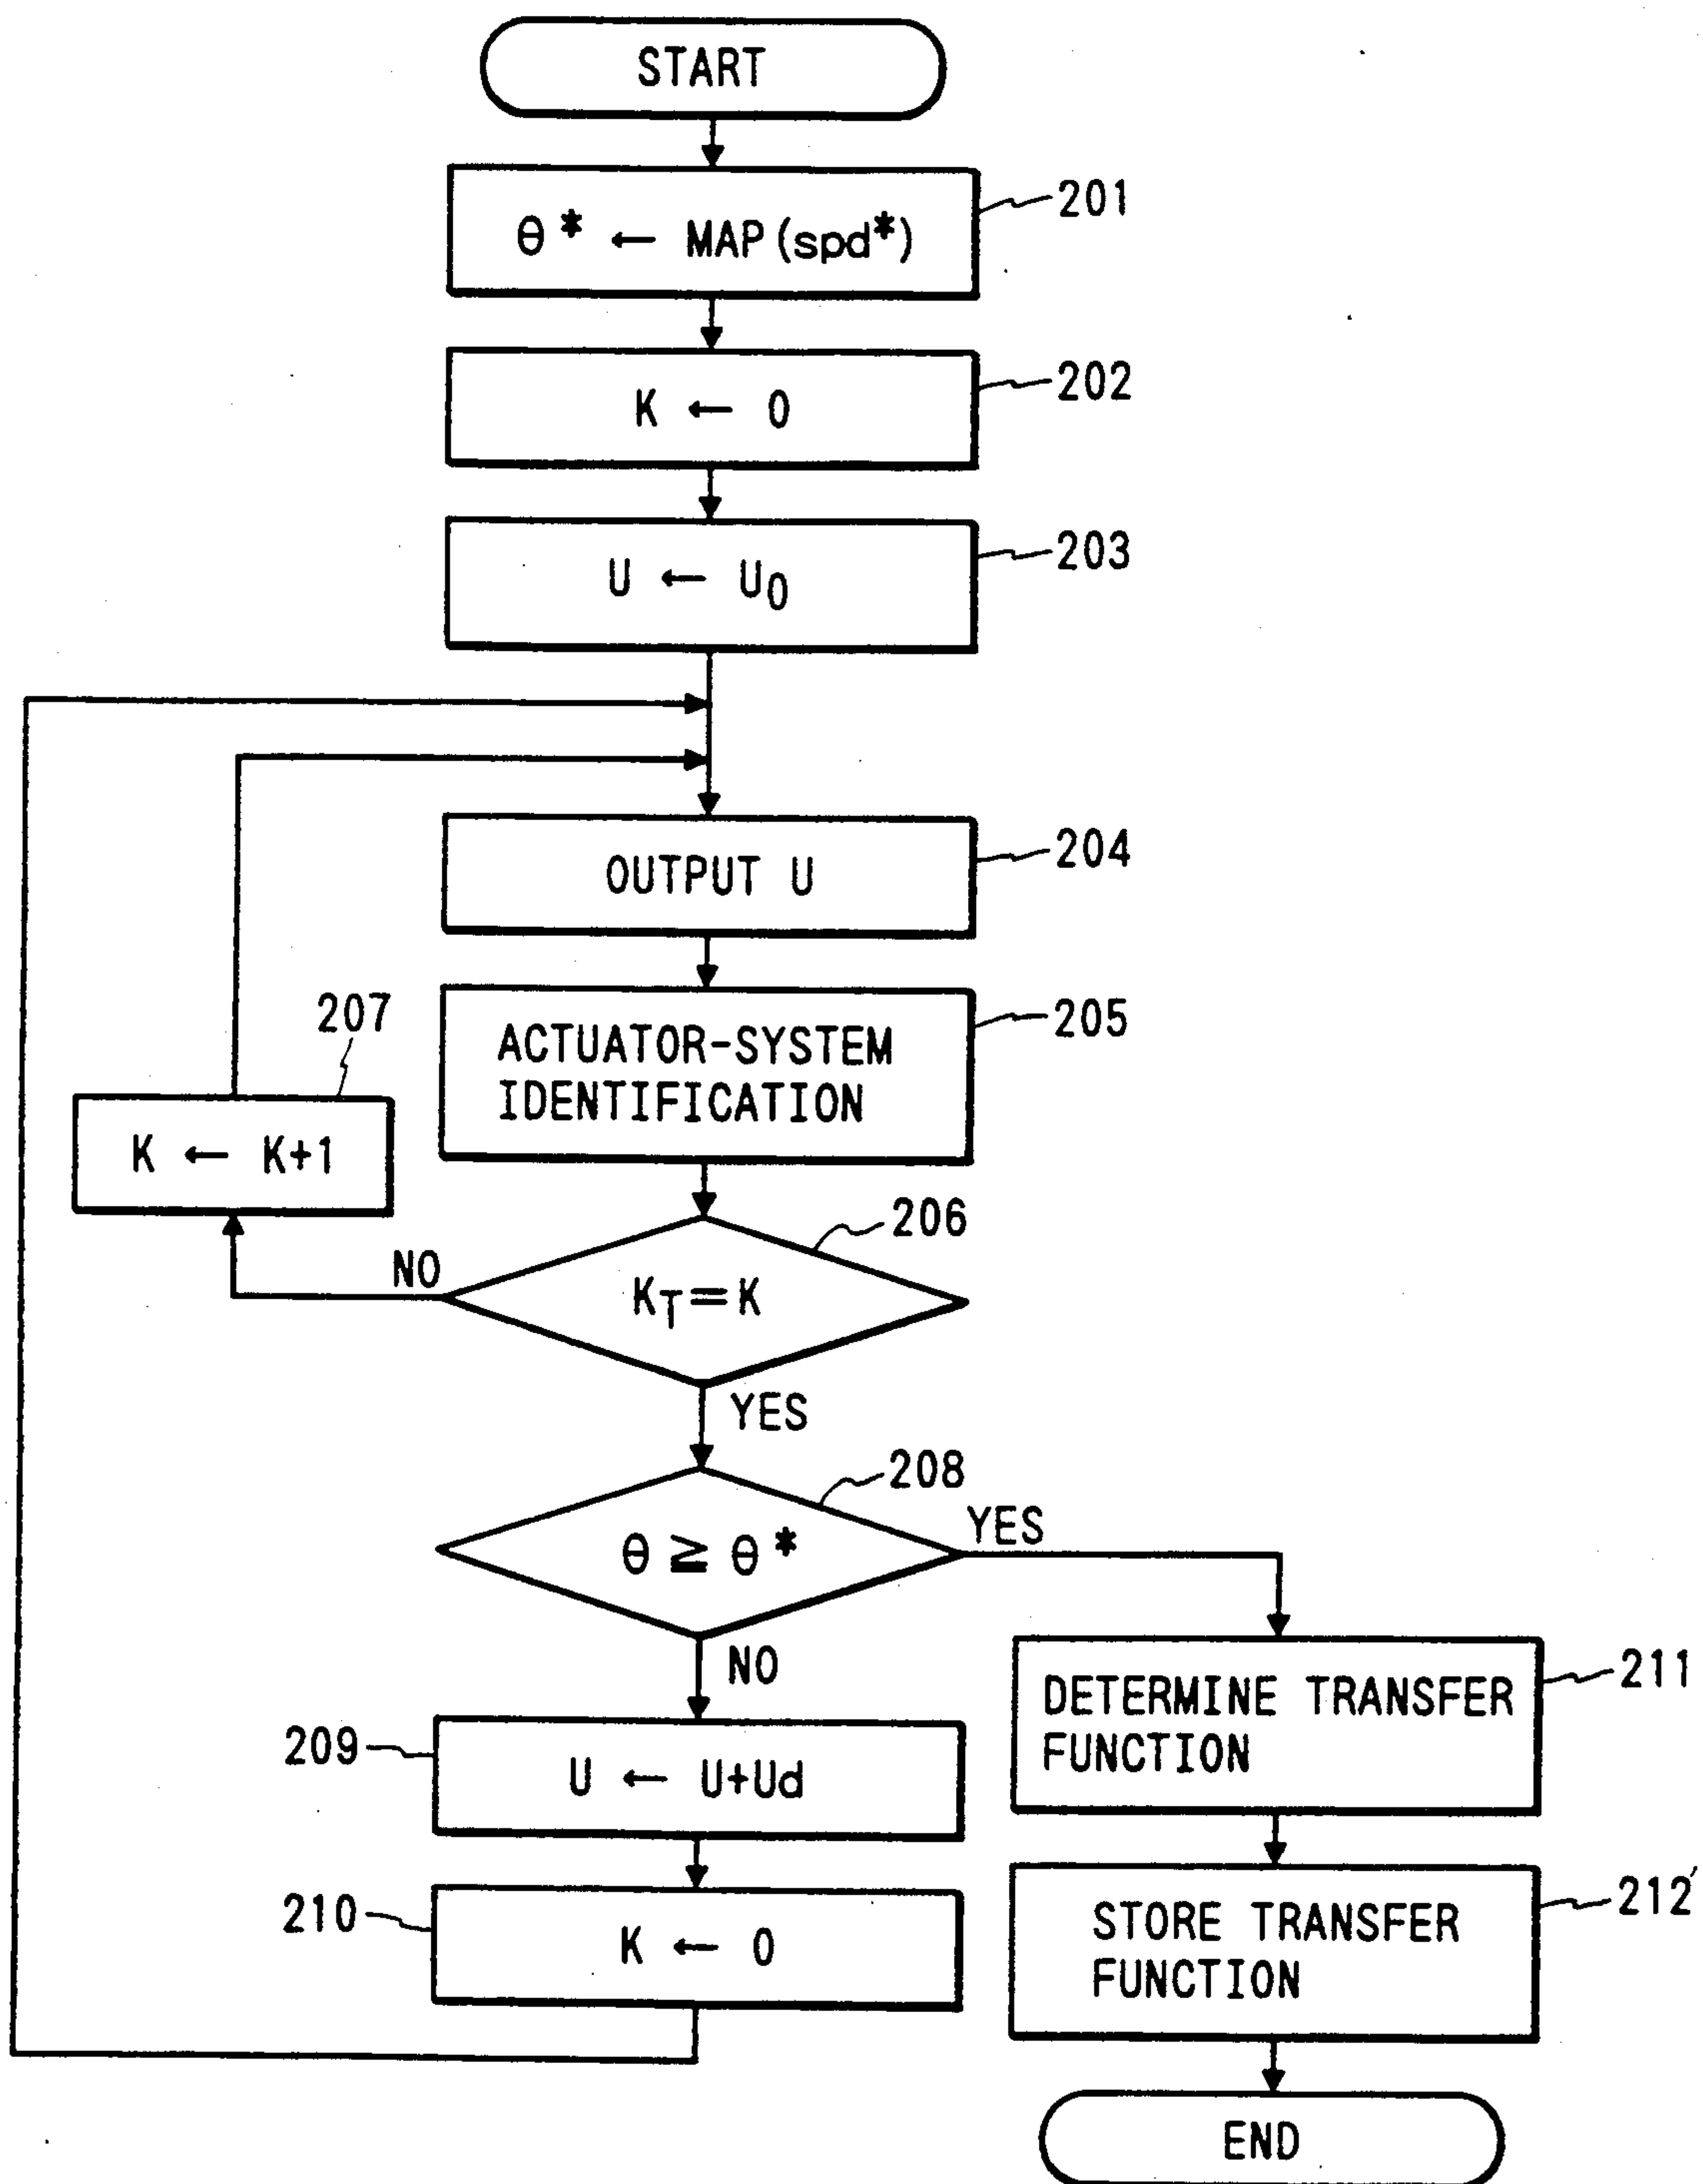 START
θ* ← MAP(spd*)
201
K ← 0
202
U ← U₀
203
OUTPUT U
204
ACTUATOR-SYSTEM
IDENTIFICATION
205
207
K ← K+1
206
NO
K_T=K
YES
208
θ ≧ θ*
YES
NO
209
U ← U+Ud
DETERMINE TRANSFER
FUNCTION
211
210
K ← 0
STORE TRANSFER
FUNCTION
212
END